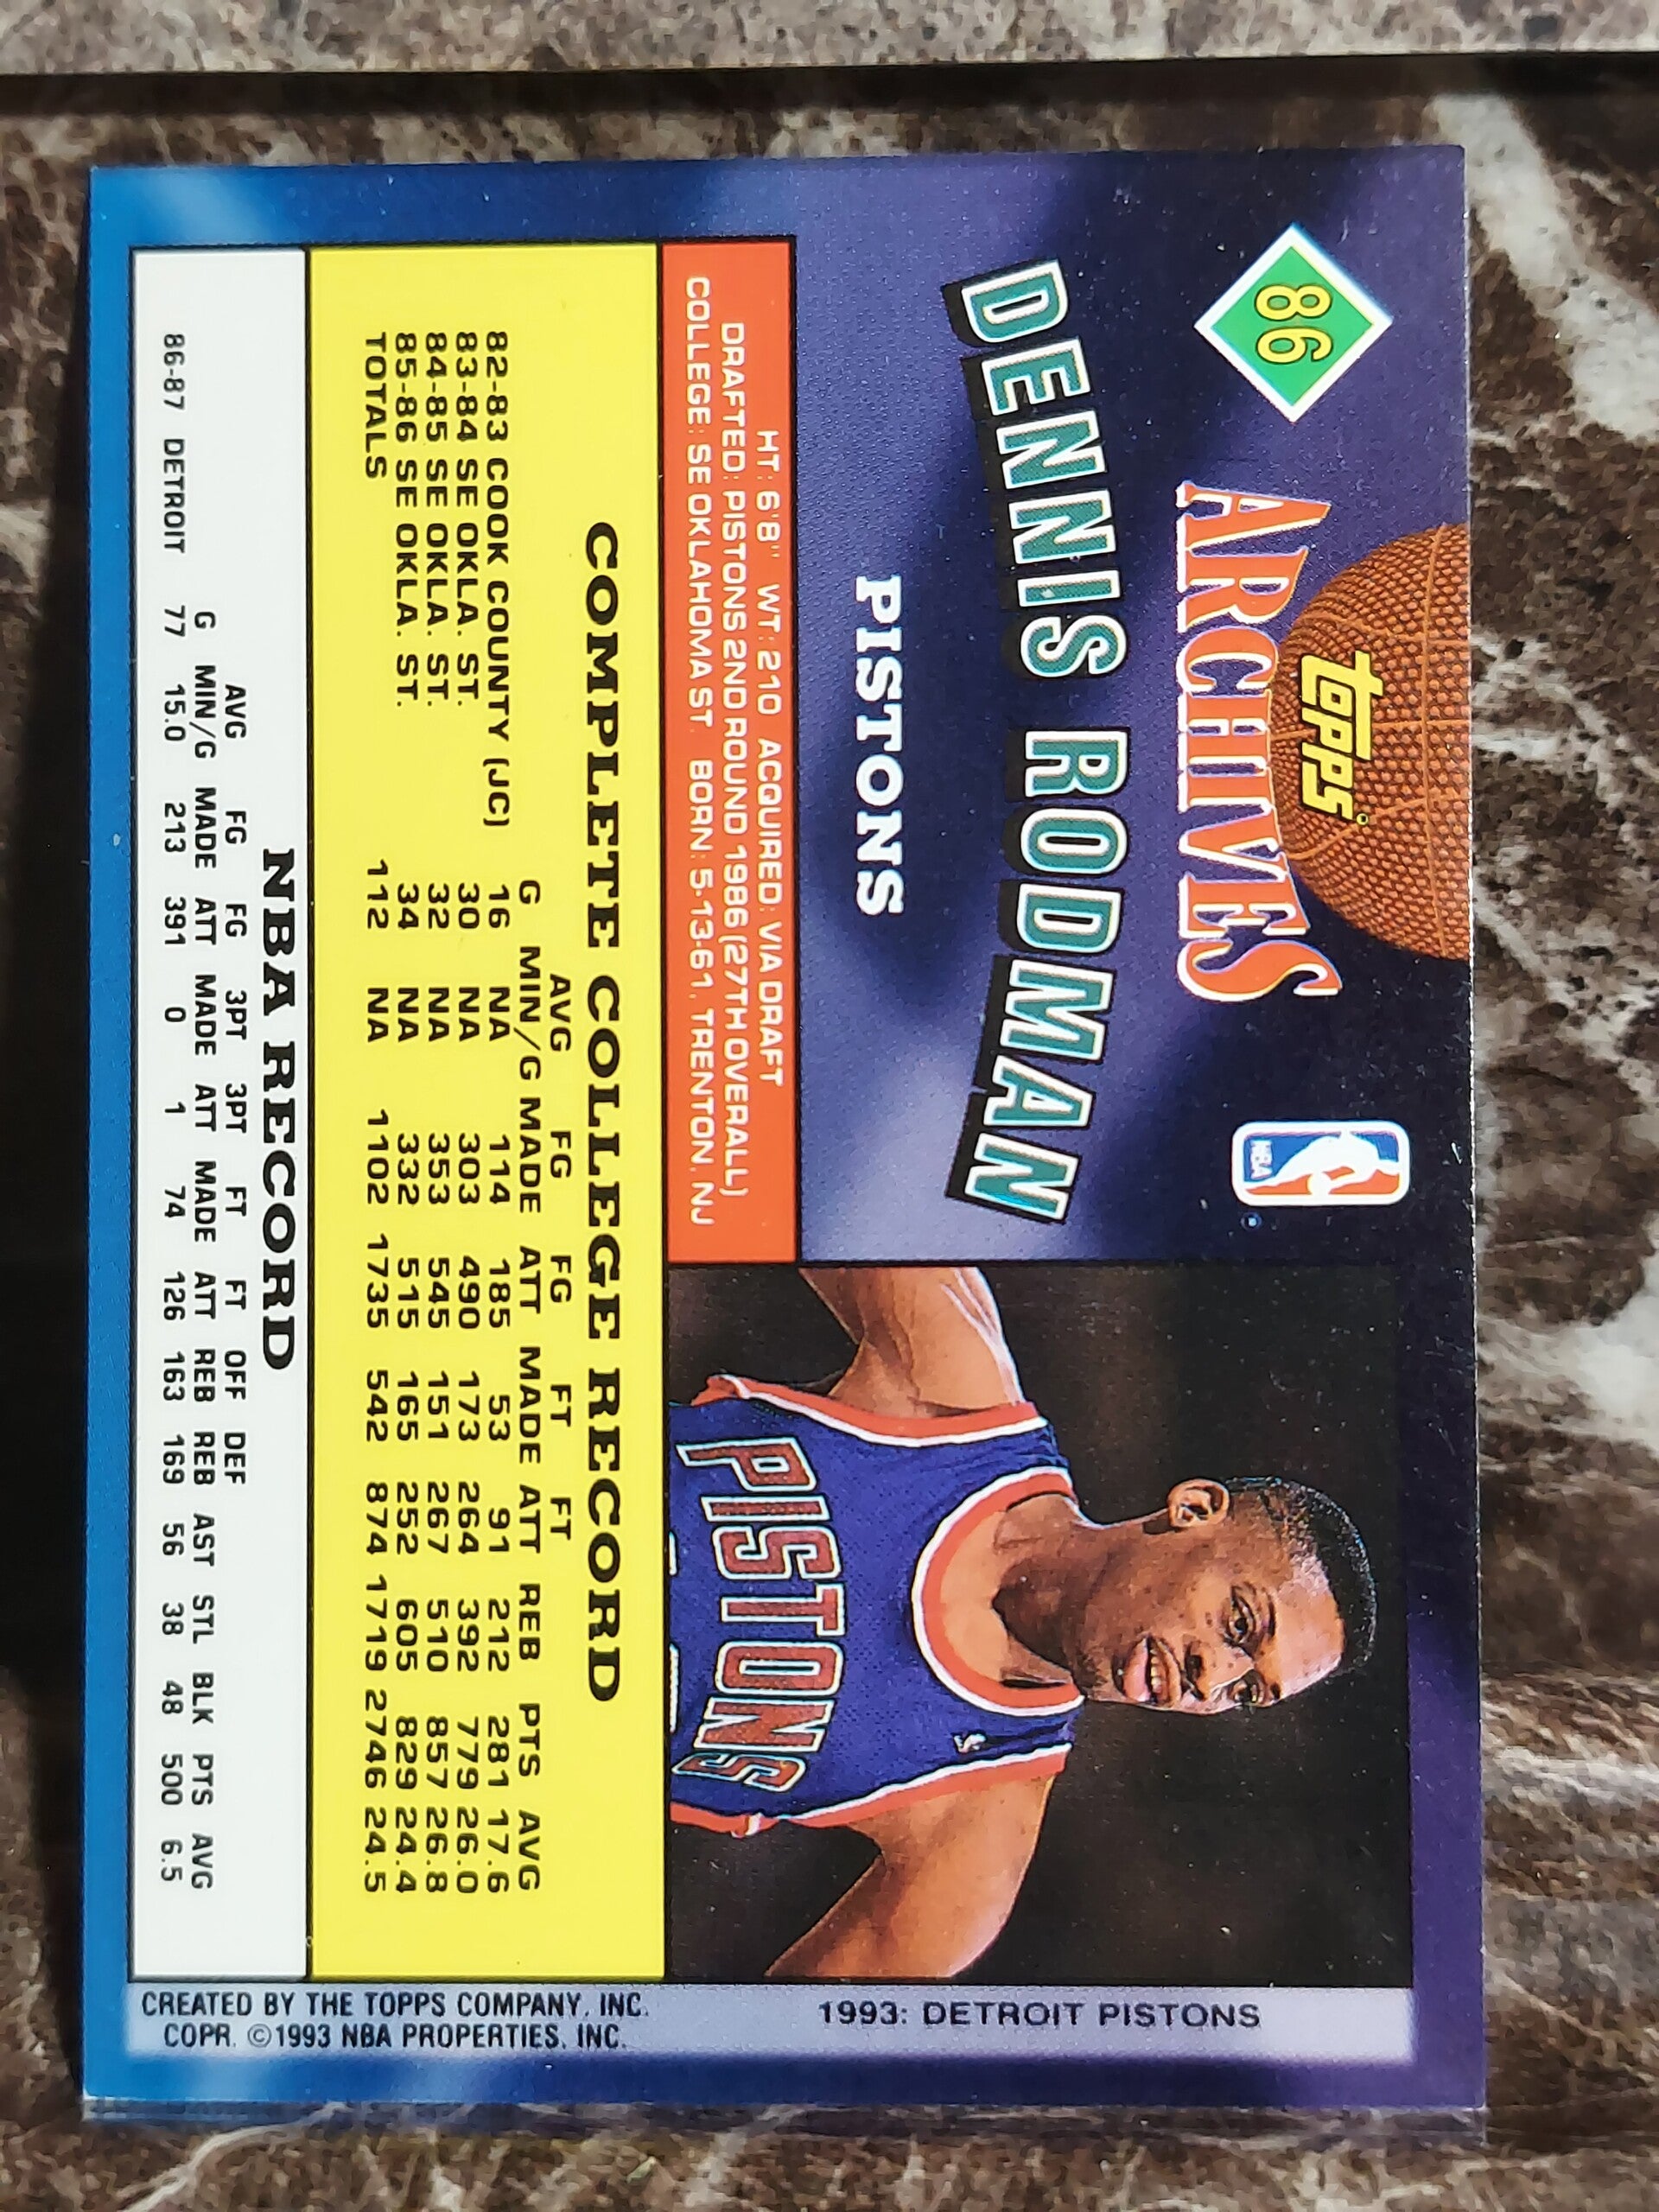 86
TOPPS
ARCHIVES
NBA
DENNIS RODMAN
PISTONS
HT: 6'8" WT: 210 ACQUIRED: VIA DRAFT
DRAFTED: PISTONS 2ND ROUND 1986 (27TH OVERALL)
COLLEGE: SE OKLAHOMA ST. BORN: 5-13-61, TRENTON, NJ
PISTONS
1993: DETROIT PISTONS
COMPLETE COLLEGE RECORD
AVG FG FG FT FT
G MIN/G MADE ATT MADE ATT REB PTS AVG
82-83 COOK COUNTY (JC) 16 NA 114 185 53 91 212 281 17.6
83-84 SE OKLA. ST. 30 NA 303 490 173 264 392 779 26.0
84-85 SE OKLA. ST. 32 NA 353 545 151 267 510 857 26.8
85-86 SE OKLA. ST. 34 NA 332 515 165 252 605 829 24.4
TOTALS 112 1102 1735 542 874 1719 2746 24.5
NBA RECORD
AVG FG FG 3PT 3PT FT FT OFF DEF
G MIN/G MADE ATT MADE ATT MADE ATT REB REB AST STL BLK PTS AVG
86-87 DETROIT 77 15.0 213 391 0 1 74 126 163 169 56 38 48 500 6.5
CREATED BY THE TOPPS COMPANY, INC.
COPR. ©1993 NBA PROPERTIES, INC.